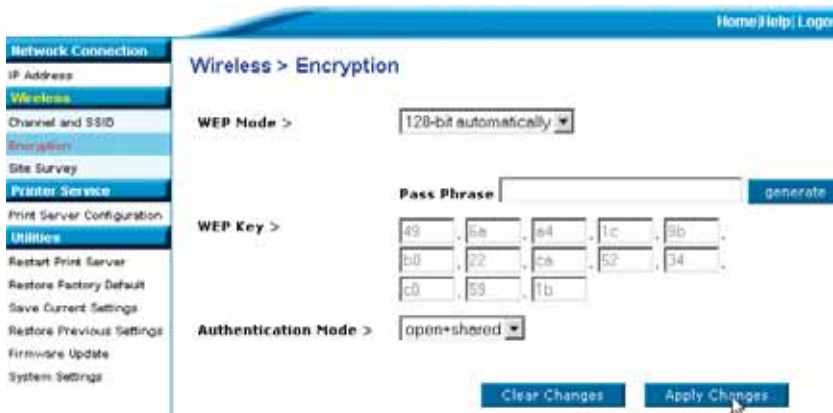 Home|Help|Logo
Network Connection
IP Address
Wireless
Channel and SSID
Encryption
Site Survey
Printer Service
Print Server Configuration
Utilities
Restart Print Server
Restore Factory Default
Save Current Settings
Restore Previous Settings
Firmware Update
System Settings
Wireless > Encryption
WEP Mode > 128-bit automatically
Pass Phrase generate
WEP Key > 49 . 6a . a4 . 1c . 9b .
b0 . 22 . ca . 52 . 34 .
c0 . 59 . 1b
Authentication Mode > open+shared
Clear Changes Apply Changes